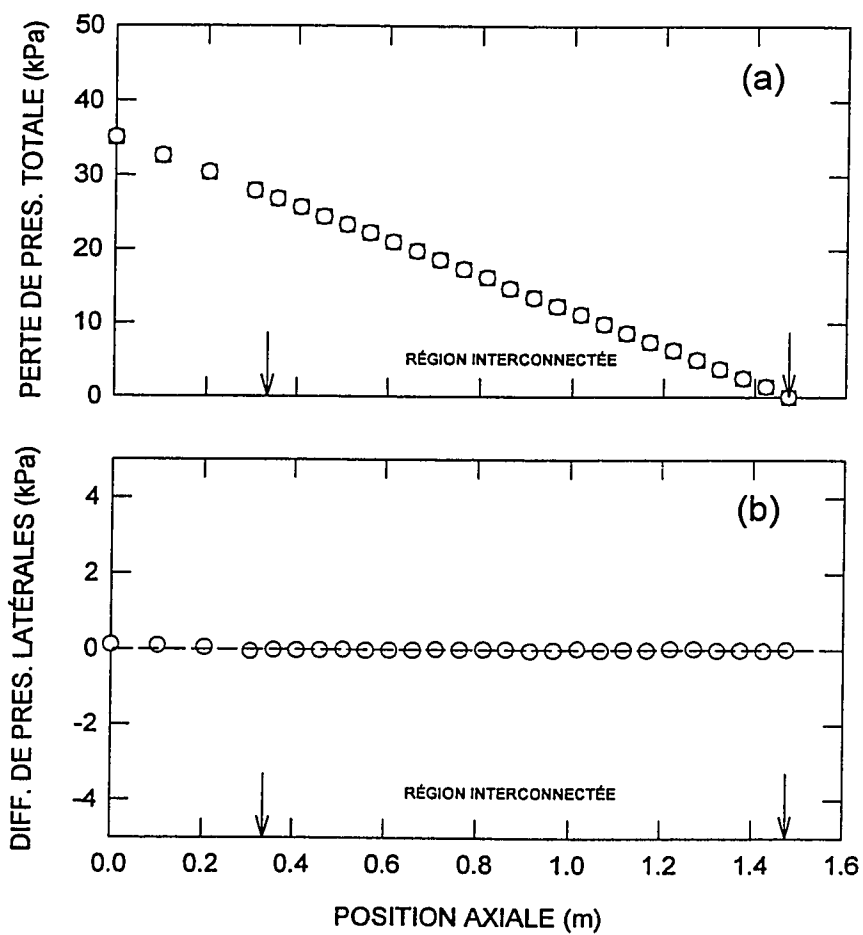 PERTE DE PRES. TOTALE (kPa)
50
40
30
20
10
0
(a)
RÉGION INTERCONNECTÉE
DIFF. DE PRES. LATÉRALES (kPa)
4
2
0
-2
-4
(b)
RÉGION INTERCONNECTÉE
0.0 0.2 0.4 0.6 0.8 1.0 1.2 1.4 1.6
POSITION AXIALE (m)